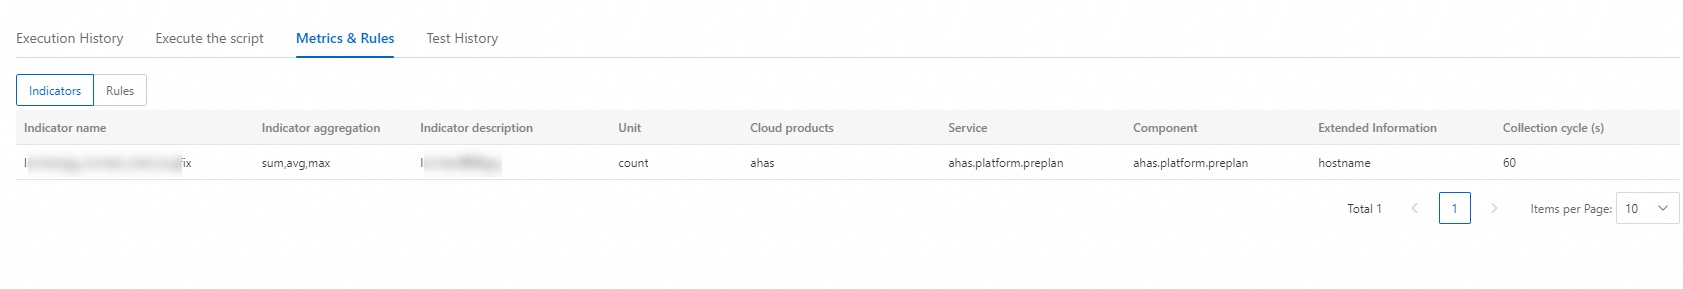 Execution History Execute the script Metrics & Rules Test History
Indicators Rules
Indicator name Indicator aggregation Indicator description Unit Cloud products Service Component Extended Information Collection cycle (s)
sum,avg,max count ahas ahas.platform.preplan ahas.platform.preplan hostname 60
Total 1 1 Items per Page: 10